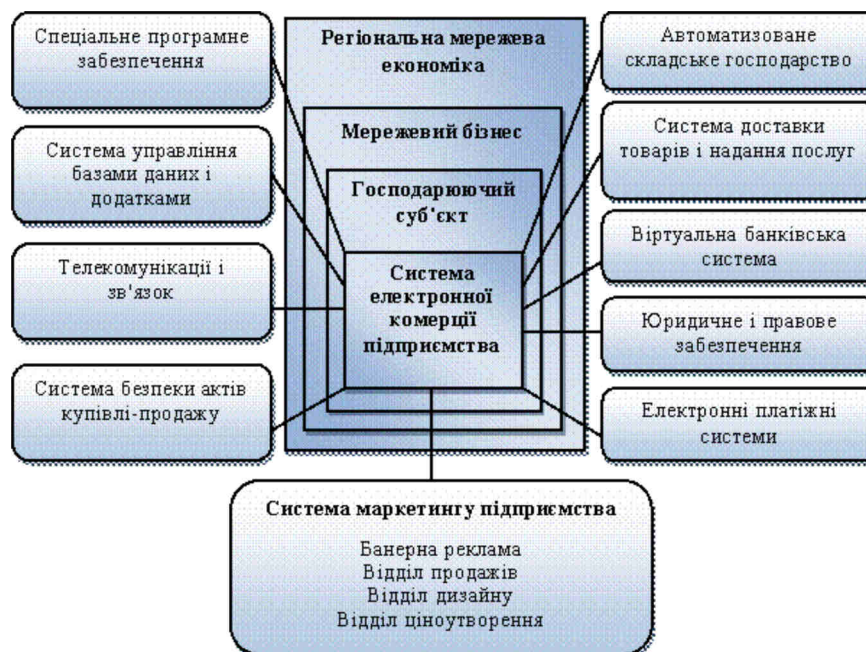 Спеціальне програмне
забезпечення
Система управління
базами даних і
додатками
Телекомунікації і
зв'язок
Система безпеки актів
купівлі-продажу
Регіональна мережева
економіка
Мережевий бізнес
Господарюючий
суб'єкт
Система
електронної
комерції
підприємства
Автоматизоване
складське господарство
Система доставки
товарів і надання послуг
Віртуальна банківська
система
Юридичне і правове
забезпечення
Електронні платіжні
системи
Система маркетингу підприємства
Банерна реклама
Відділ продажів
Відділ дизайну
Відділ ціноутворення